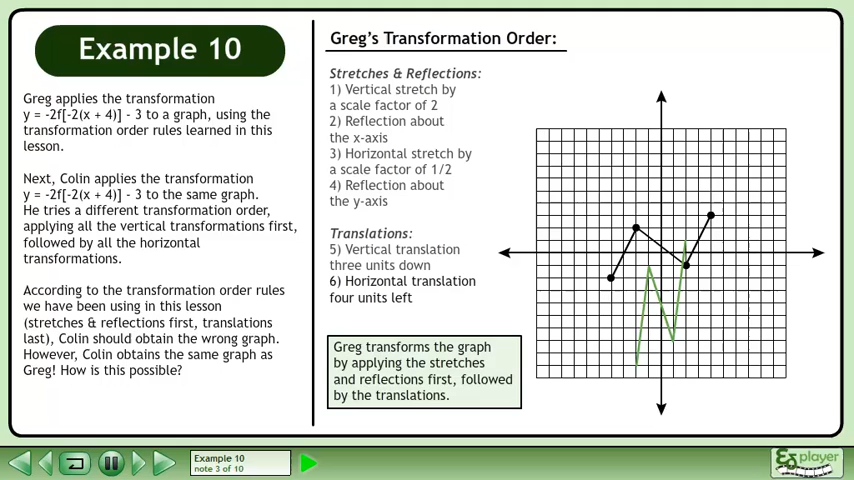 Example 10
Greg applies the transformation
y = -2f[-2(x + 4)] - 3 to a graph, using the
transformation order rules learned in this
lesson.
Next, Colin applies the transformation
y = -2f[-2(x + 4)] - 3 to the same graph.
He tries a different transformation order,
applying all the vertical transformations first,
followed by all the horizontal
transformations.
According to the transformation order rules
we have been using in this lesson
(stretches & reflections first, translations
last), Colin should obtain the wrong graph.
However, Colin obtains the same graph as
Greg! How is this possible?
Greg's Transformation Order:
Stretches & Reflections:
1) Vertical stretch by
a scale factor of 2
2) Reflection about
the x-axis
3) Horizontal stretch by
a scale factor of 1/2
4) Reflection about
the y-axis
Translations:
5) Vertical translation
three units down
6) Horizontal translation
four units left
Greg transforms the graph
by applying the stretches
and reflections first, followed
by the translations.
Example 10
note 3 of 10
player